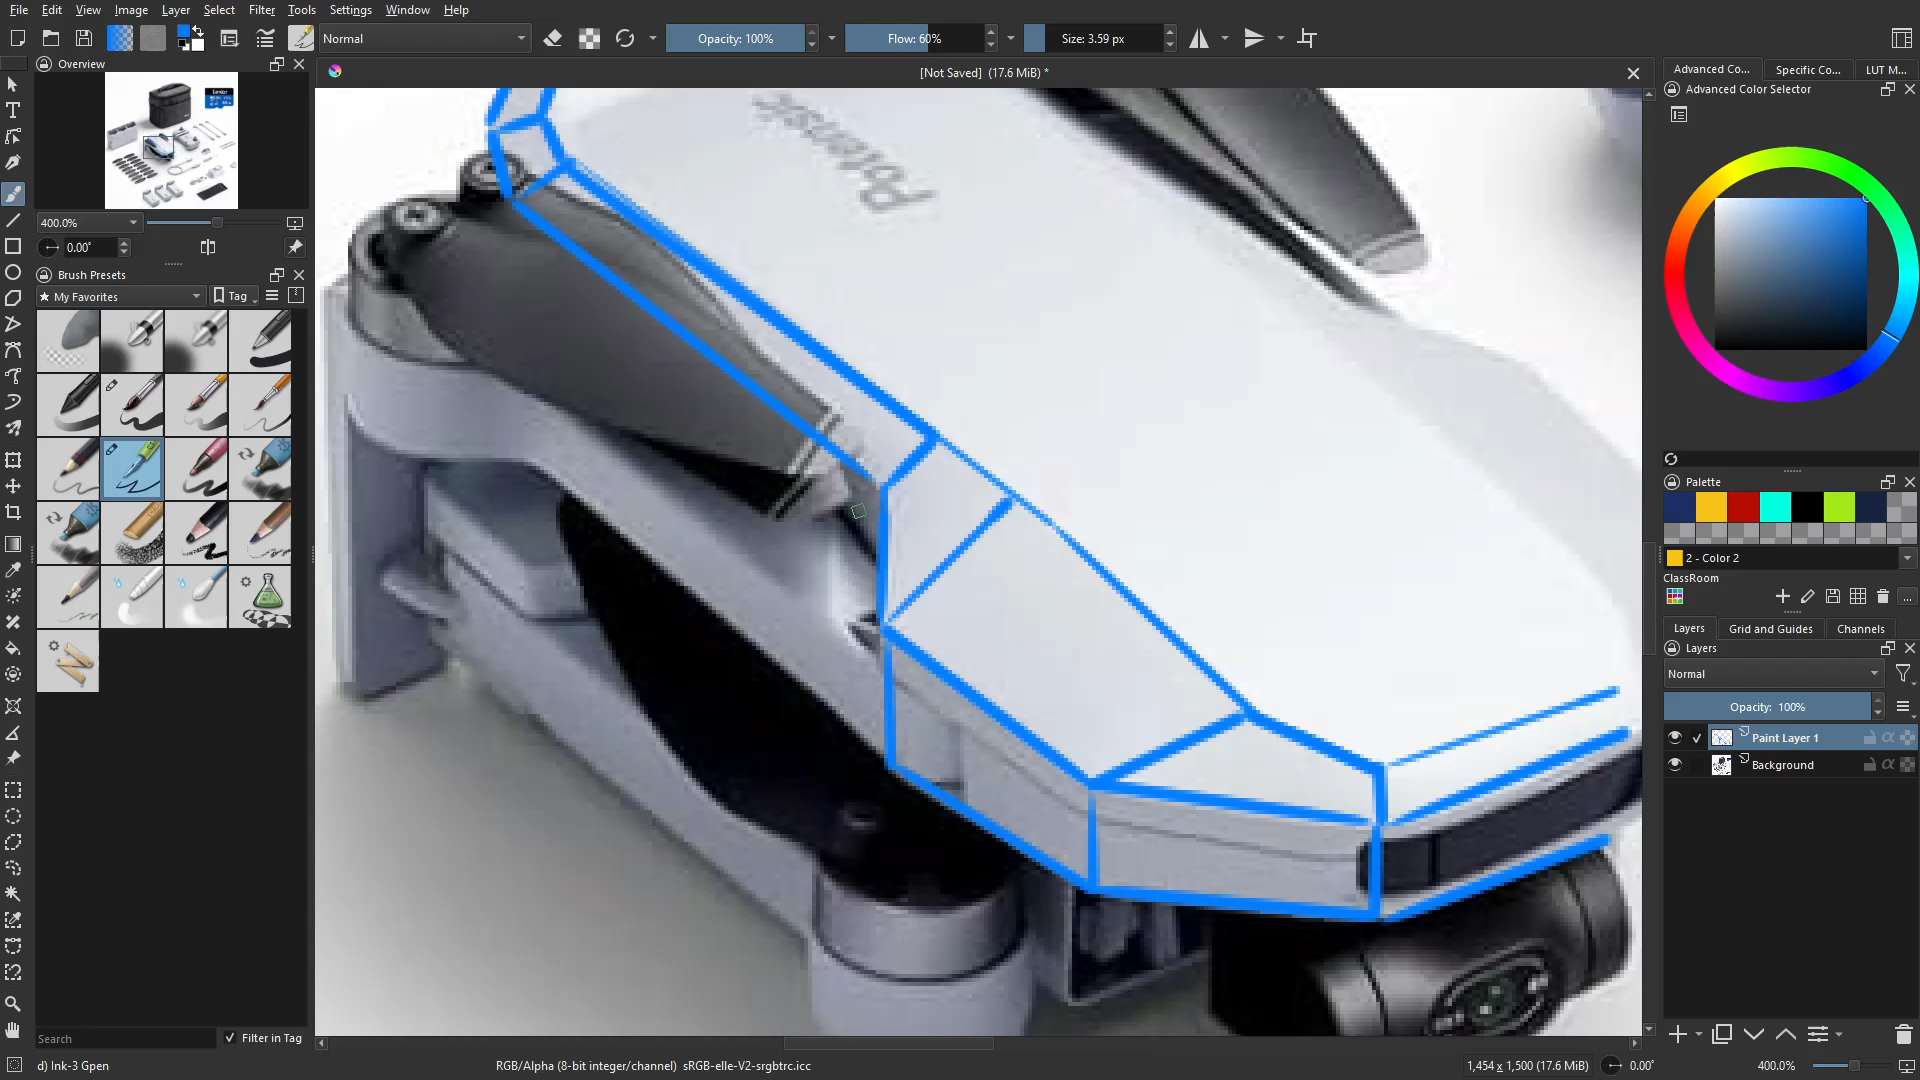 File Edit View Image Layer Select Filter Tools Settings Window Help
Normal
Opacity: 100%
Flow: 60%
Size: 3.59 px
Overview
[Not Saved] (17.6 MiB) *
Advanced Co...
Specific Co...
LUT M...
Advanced Color Selector
Lexar
400.0%
0.00°
Brush Presets
My Favorites
Tag
Potensic
Palette
2 - Color 2
ClassRoom
...
Layers
Grid and Guides
Channels
Layers
Normal
Opacity: 100%
Paint Layer 1
Background
Search
Filter in Tag
d) Ink-3 Gpen
RGB/Alpha (8-bit integer/channel) sRGB-elle-V2-srgbtrc.icc
1,454 x 1,500 (17.6 MiB)
0.00°
400.0%